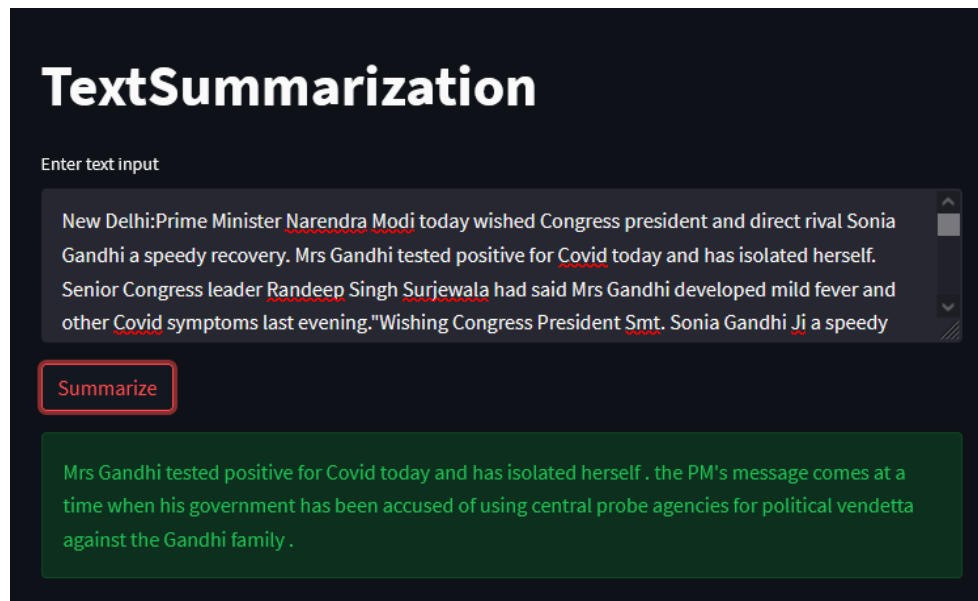 TextSummarization
Enter text input
New Delhi:Prime Minister Narendra Modi today wished Congress president and direct rival Sonia
Gandhi a speedy recovery. Mrs Gandhi tested positive for Covid today and has isolated herself.
Senior Congress leader Randeep Singh Surjewala had said Mrs Gandhi developed mild fever and
other Covid symptoms last evening."Wishing Congress President Smt. Sonia Gandhi Ji a speedy
Summarize
Mrs Gandhi tested positive for Covid today and has isolated herself . the PM's message comes at a
time when his government has been accused of using central probe agencies for political vendetta
against the Gandhi family .